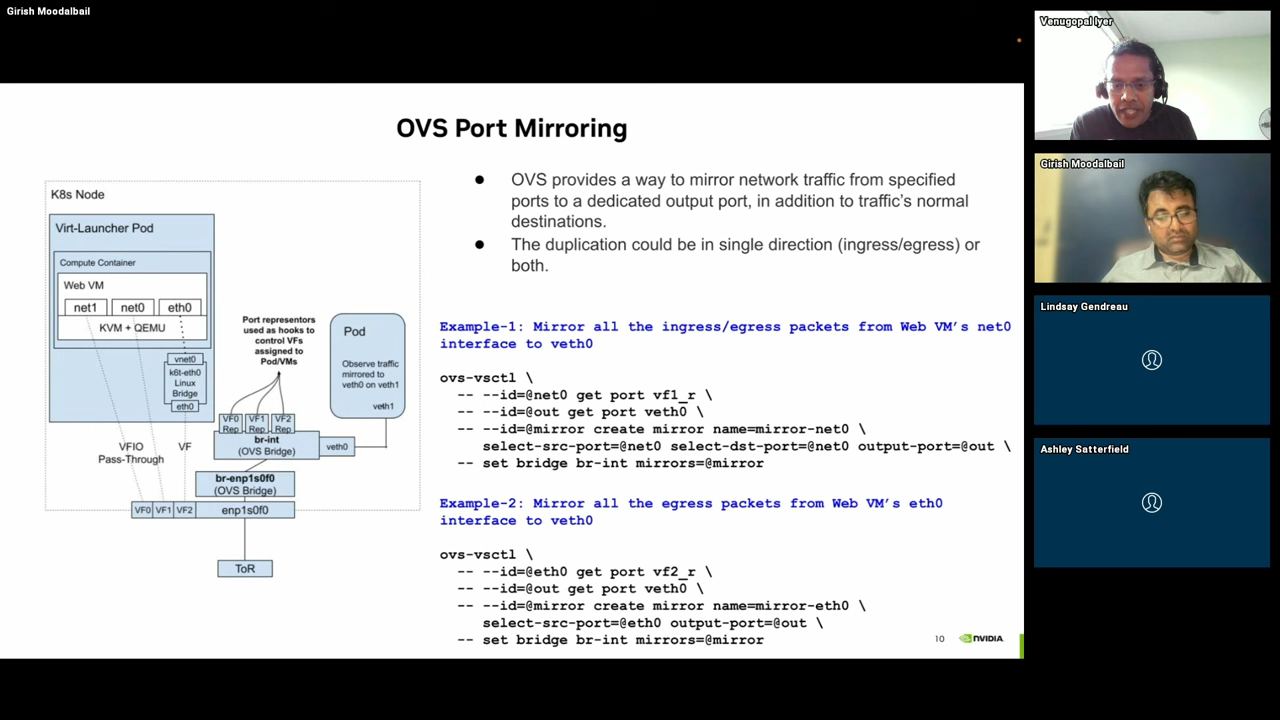 Girish Moodalbail
OVS Port Mirroring
K8s Node
Virt-Launcher Pod
Compute Container
Web VM
net1
net0
eth0
KVM + QEMU
vnet0
k6t-eth0
Linux
Bridge
eth0
VFIO
Pass-Through
VF
Port representors
used as hooks to
control VFs
assigned to
Pod/VMs
VF0
Rep
VF1
Rep
VF2
Rep
br-int
(OVS Bridge)
veth0
Pod
Observe traffic
mirrored to
veth0 on veth1
veth1
br-enp1s0f0
(OVS Bridge)
VF0
VF1
VF2
enp1s0f0
ToR
● OVS provides a way to mirror network traffic from specified
ports to a dedicated output port, in addition to traffic's normal
destinations.
● The duplication could be in single direction (ingress/egress) or
both.
Example-1: Mirror all the ingress/egress packets from Web VM's net0
interface to veth0
ovs-vsctl \
-- --id=@net0 get port vf1_r \
-- --id=@out get port veth0 \
-- --id=@mirror create mirror name=mirror-net0 \
select-src-port=@net0 select-dst-port=@net0 output-port=@out \
-- set bridge br-int mirrors=@mirror
Example-2: Mirror all the egress packets from Web VM's eth0
interface to veth0
ovs-vsctl \
-- --id=@eth0 get port vf2_r \
-- --id=@out get port veth0 \
-- --id=@mirror create mirror name=mirror-eth0 \
select-src-port=@eth0 output-port=@out \
-- set bridge br-int mirrors=@mirror
10
NVIDIA
Venugopal Iyer
Girish Moodalbail
Lindsay Gendreau
Ashley Satterfield